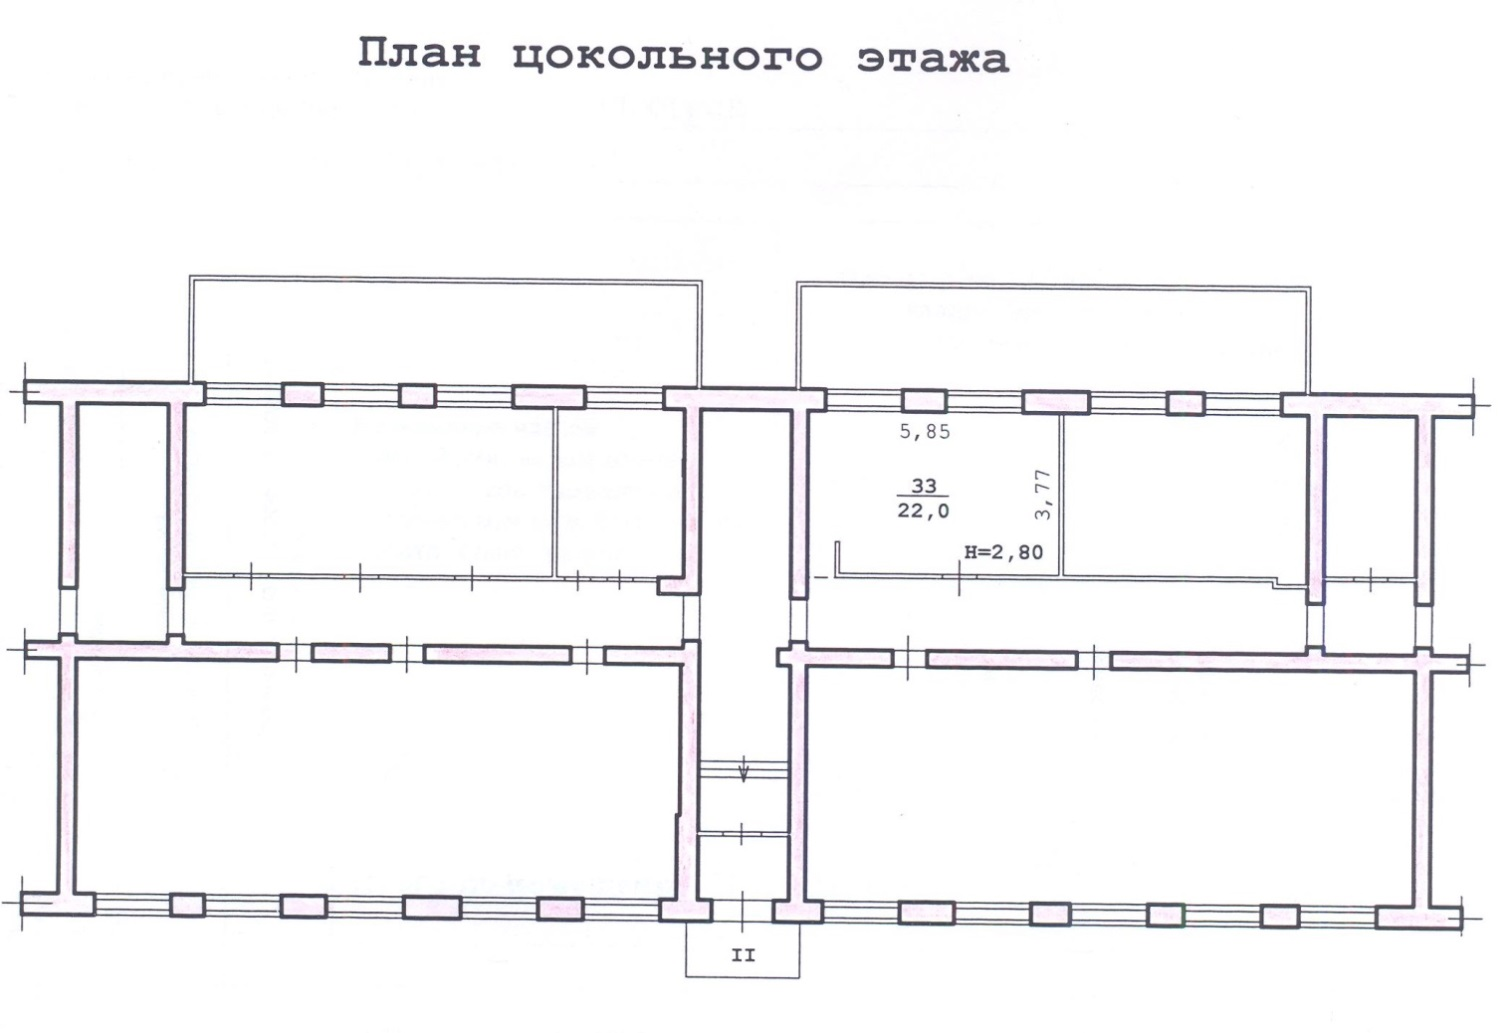 План цокольного этажа
5,85
33
22,0
3,77
H=2,80
II